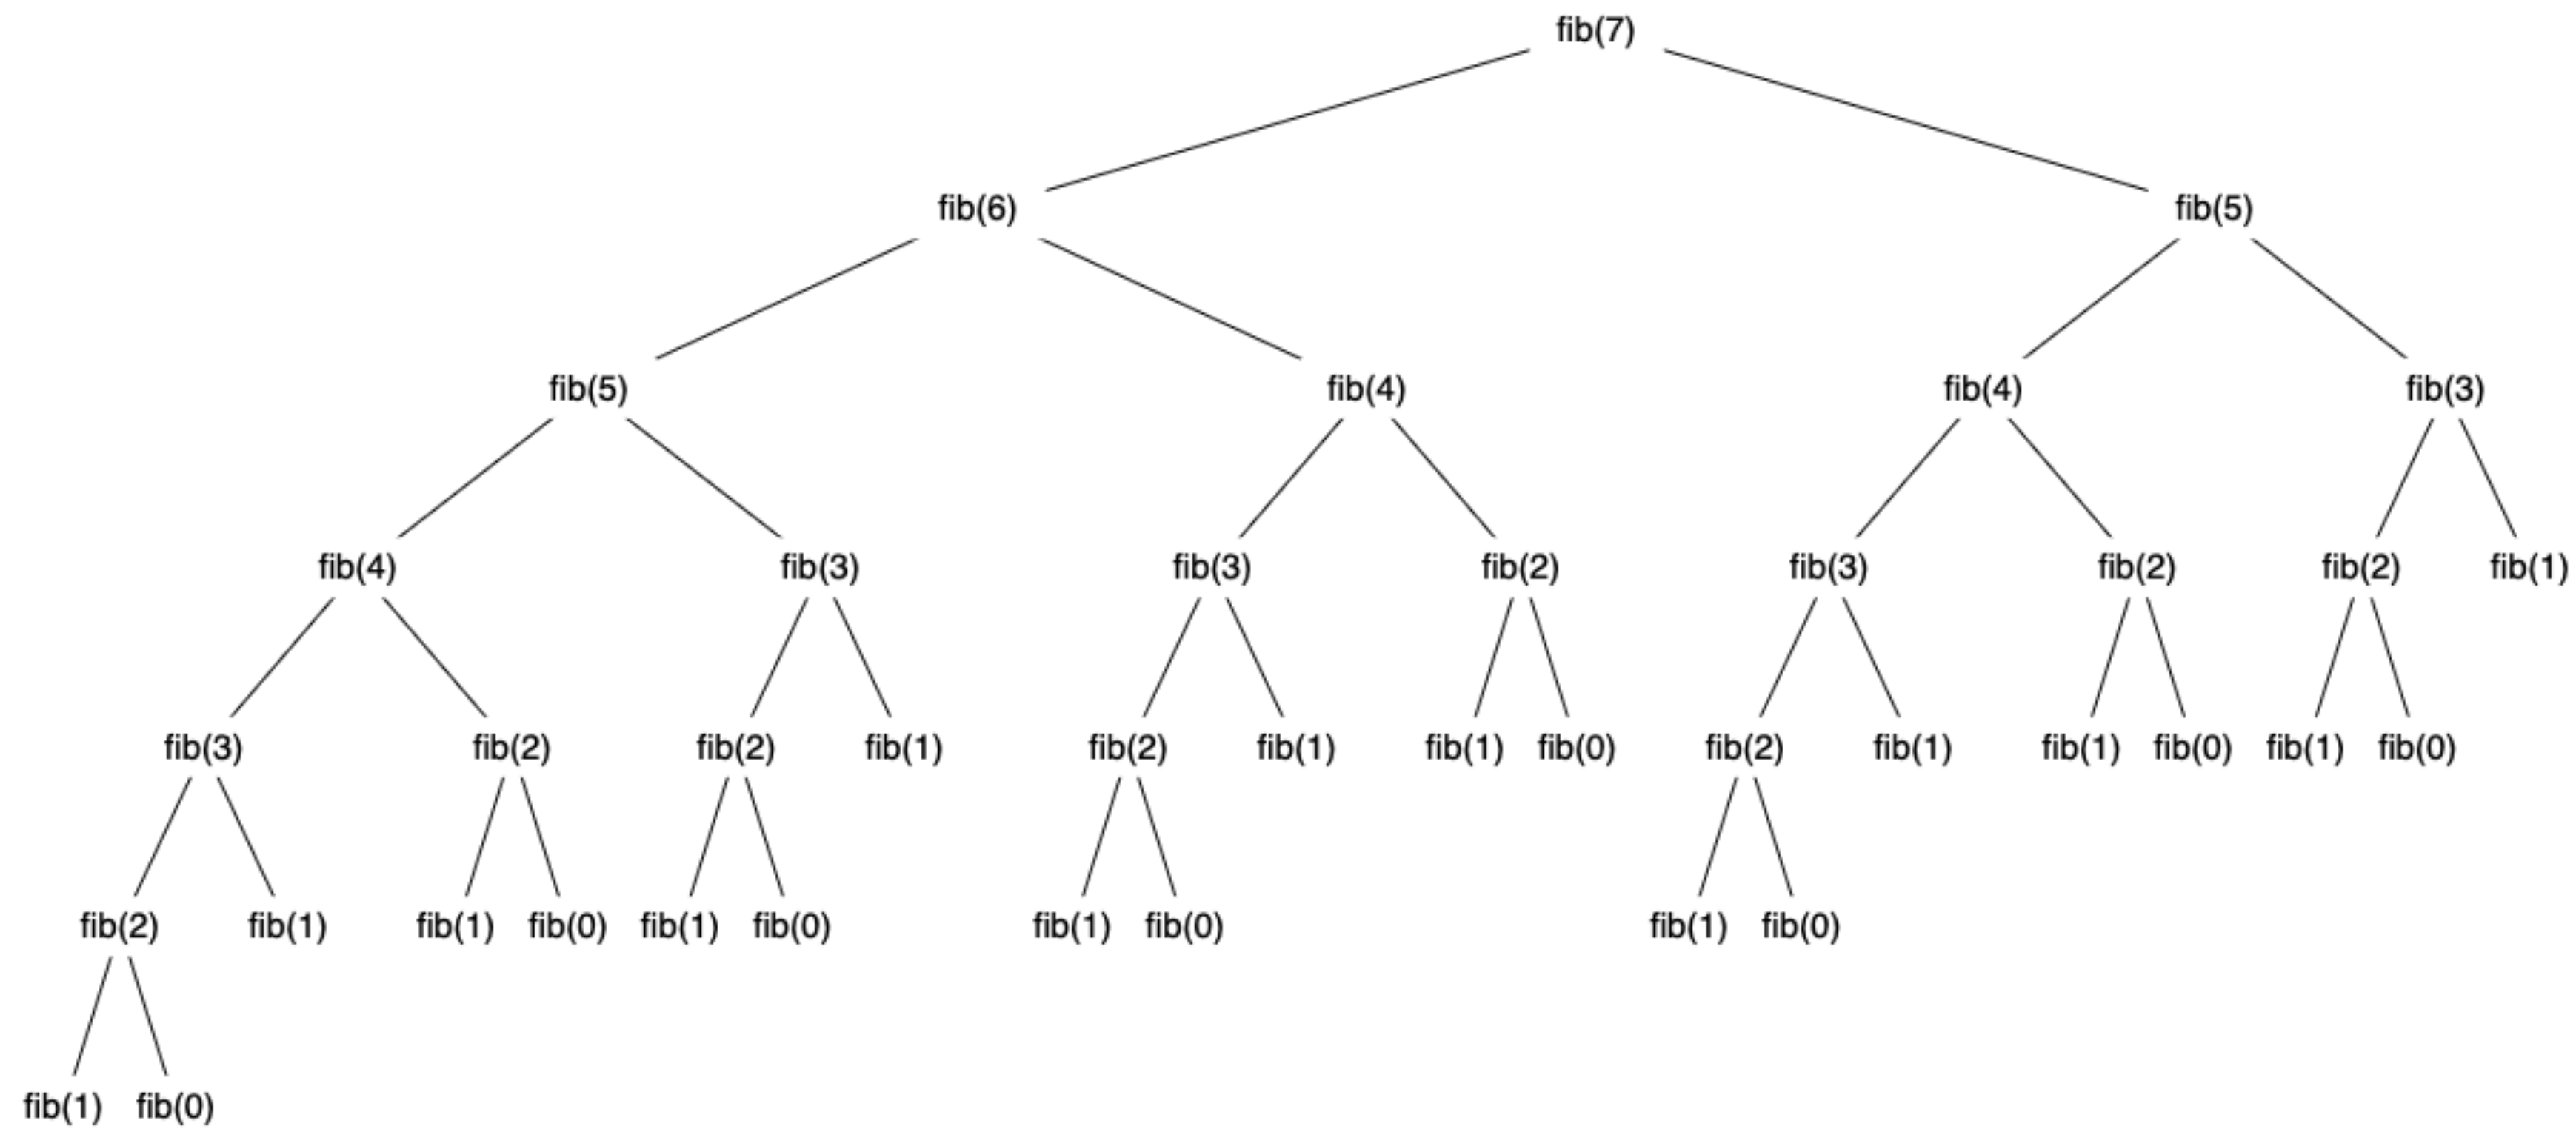 fib(7)
fib(6) fib(5)
fib(5) fib(4) fib(4) fib(3)
fib(4) fib(3) fib(3) fib(2) fib(3) fib(2) fib(2) fib(1)
fib(3) fib(2) fib(2) fib(1) fib(2) fib(1) fib(1) fib(0) fib(2) fib(1) fib(1) fib(0) fib(1) fib(0)
fib(2) fib(1) fib(1) fib(0) fib(1) fib(0) fib(1) fib(0) fib(1) fib(0)
fib(1) fib(0)